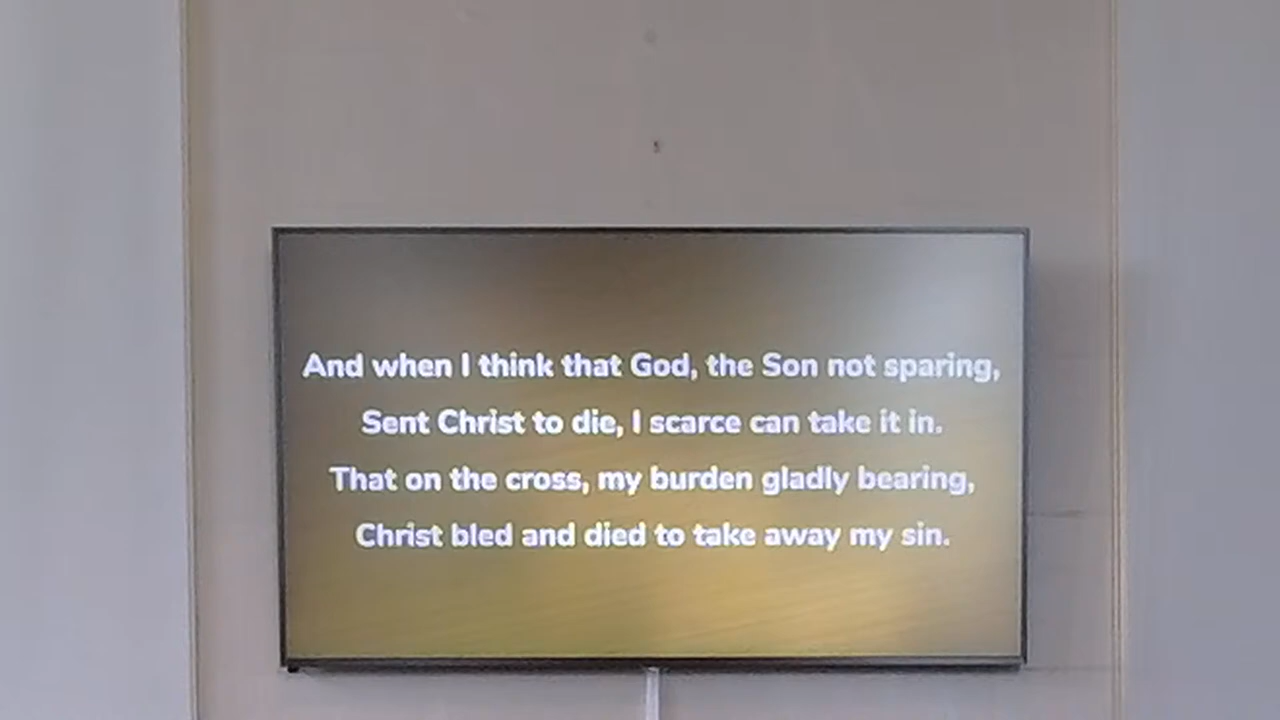 And when I think that God, the Son not sparing,
Sent Christ to die, I scarce can take it in.
That on the cross, my burden gladly bearing,
Christ bled and died to take away my sin.